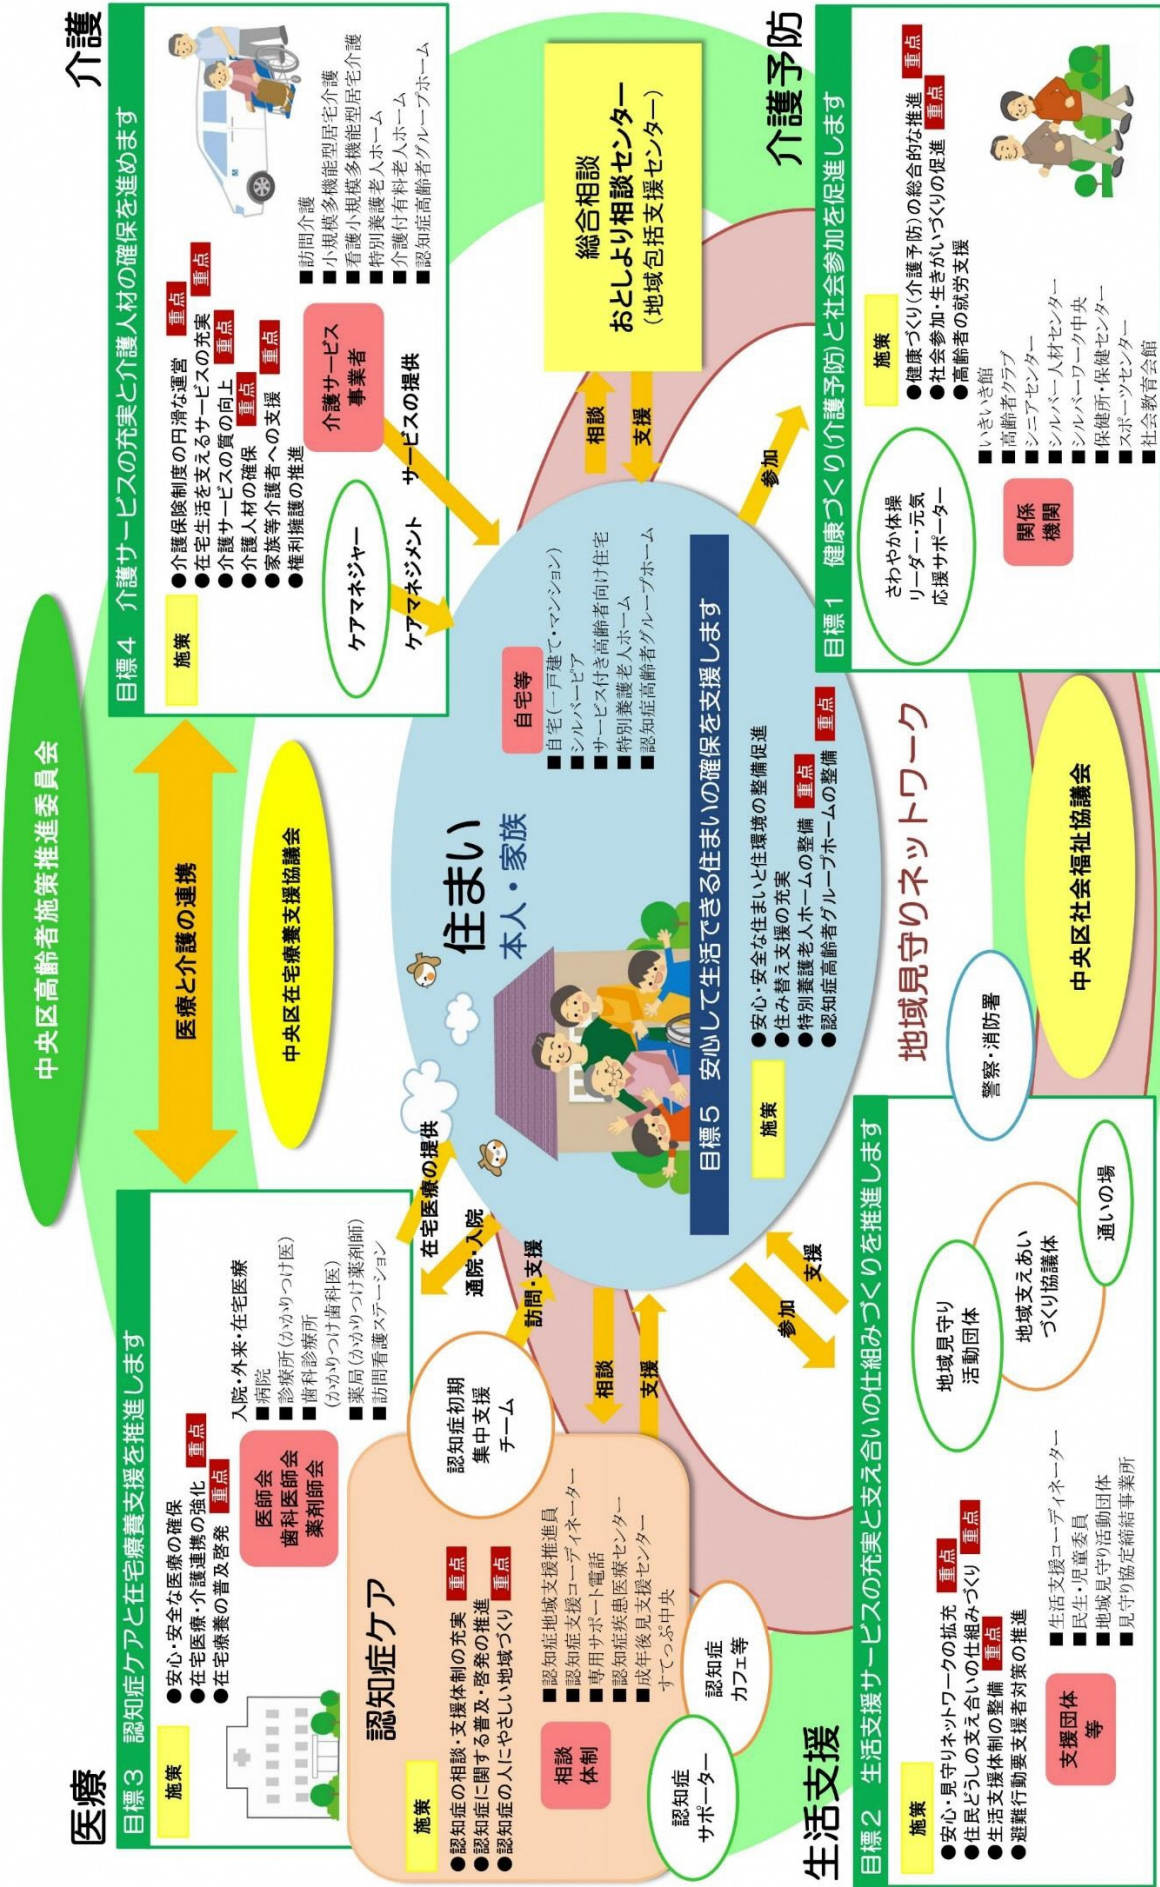 中央区高齢者施策推進委員会
医療
目標3 認知症ケアと在宅療養支援を推進します
施策
●安心・安全な医療の確保
●在宅医療・介護連携の強化 重点
●在宅療養の普及啓発 重点
医師会
歯科医師会
薬剤師会
入院・外来・在宅医療
■病院
■診療所(かかりつけ医)
■歯科診療所
(かかりつけ歯科医)
■薬局(かかりつけ薬剤師)
■訪問看護ステーション
医療と介護の連携
中央区在宅療養支援協議会
介護
目標4 介護サービスの充実と介護人材の確保を進めます
施策
●介護保険制度の円滑な運営 重点
●在宅生活を支えるサービスの充実 重点
●介護サービスの質の向上 重点
●介護人材の確保 重点
●家族等介護者への支援 重点
●権利擁護の推進
介護サービス
事業者
■訪問介護
■小規模多機能型居宅介護
■看護小規模多機能型居宅介護
■特別養護老人ホーム
■介護付有料老人ホーム
■認知症高齢者グループホーム
ケアマネジャー
ケアマネジメント
サービスの提供
認知症ケア
施策
●認知症の相談・支援体制の充実 重点
●認知症に関する普及・啓発の推進
●認知症の人にやさしい地域づくり 重点
相談
体制
■認知症地域支援推進員
■認知症支援コーディネーター
■専用サポート電話
■認知症疾患医療センター
■成年後見支援センター
すてっぷ中央
認知症初期
集中支援
チーム
認知症
サポーター
認知症
カフェ等
在宅医療の提供
通院・入院
訪問・支援
相談
支援
住まい
本人・家族
自宅等
■自宅(一戸建て・マンション)
■シルバーピア
■サービス付き高齢者向け住宅
■特別養護老人ホーム
■認知症高齢者グループホーム
目標5 安心して生活できる住まいの確保を支援します
施策
●安心・安全な住まいと住環境の整備促進
●住み替え支援の充実
●特別養護老人ホームの整備 重点
●認知症高齢者グループホームの整備 重点
相談
支援
総合相談
おとしより相談センター
(地域包括支援センター)
参加
支援
参加
地域見守りネットワーク
生活支援
目標2 生活支援サービスの充実と支え合いの仕組みづくりを推進します
施策
●安心・見守りネットワークの拡充 重点
●住民どうしの支え合いの仕組みづくり 重点
●生活支援体制の整備 重点
●避難行動要支援者対策の推進
支援団体
等
■生活支援コーディネーター
■民生・児童委員
■地域見守り活動団体
■見守り協定締結事業所
地域見守り
活動団体
地域支えあい
づくり協議体
通いの場
警察・消防署
中央区社会福祉協議会
介護予防
目標1 健康づくり(介護予防)と社会参加を促進します
さわやか体操
リーダー・元気
応援サポーター
施策
●健康づくり(介護予防)の総合的な推進 重点
●社会参加・生きがいづくりの促進 重点
●高齢者の就労支援
関係
機関
■いきいき館
■高齢者クラブ
■シニアセンター
■シルバー人材センター
■シルバーワーク中央
■保健所・保健センター
■スポーツセンター
■社会教育会館